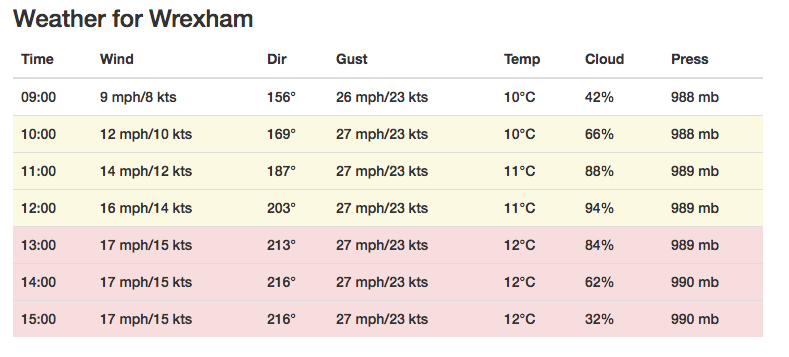 Weather for Wrexham
Time Wind Dir Gust Temp Cloud Press
09:00 9 mph/8 kts 156° 26 mph/23 kts 10°C 42% 988 mb
10:00 12 mph/10 kts 169° 27 mph/23 kts 10°C 66% 988 mb
11:00 14 mph/12 kts 187° 27 mph/23 kts 11°C 88% 989 mb
12:00 16 mph/14 kts 203° 27 mph/23 kts 11°C 94% 989 mb
13:00 17 mph/15 kts 213° 27 mph/23 kts 12°C 84% 989 mb
14:00 17 mph/15 kts 216° 27 mph/23 kts 12°C 62% 990 mb
15:00 17 mph/15 kts 216° 27 mph/23 kts 12°C 32% 990 mb